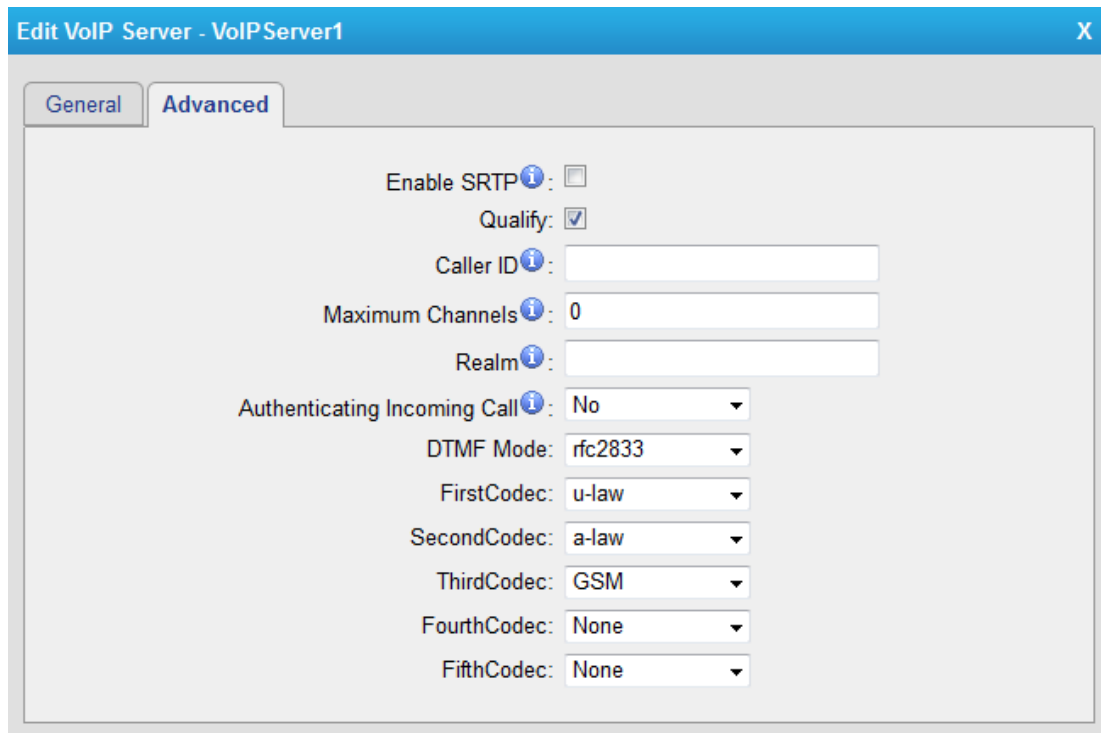 Edit VoIP Server - VoIPServer1 X
General Advanced
Enable SRTP i :
Qualify:
Caller ID i :
Maximum Channels i : 0
Realm i :
Authenticating Incoming Call i : No
DTMF Mode: rfc2833
FirstCodec: u-law
SecondCodec: a-law
ThirdCodec: GSM
FourthCodec: None
FifthCodec: None